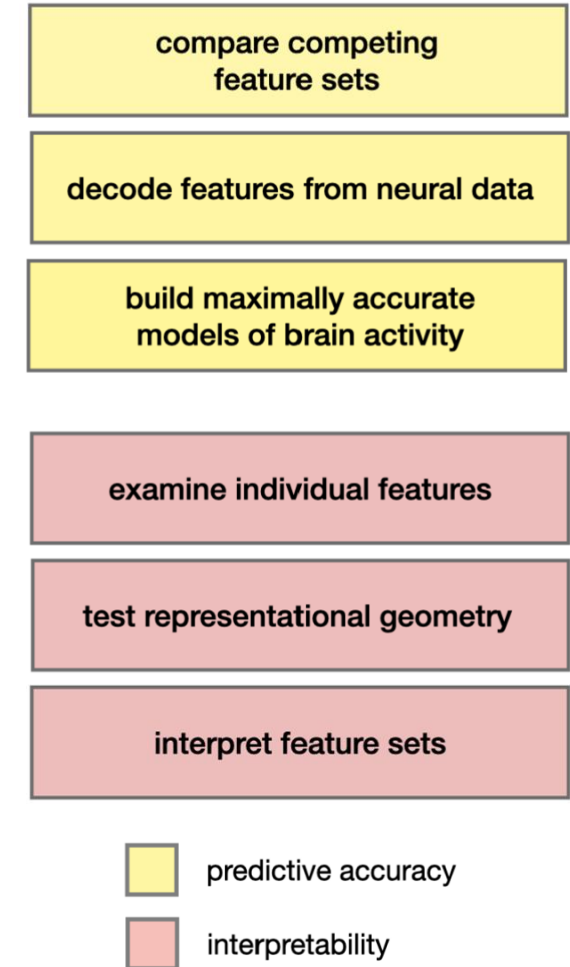 compare competing
feature sets
decode features from neural data
build maximally accurate
models of brain activity
examine individual features
test representational geometry
interpret feature sets
predictive accuracy
interpretability